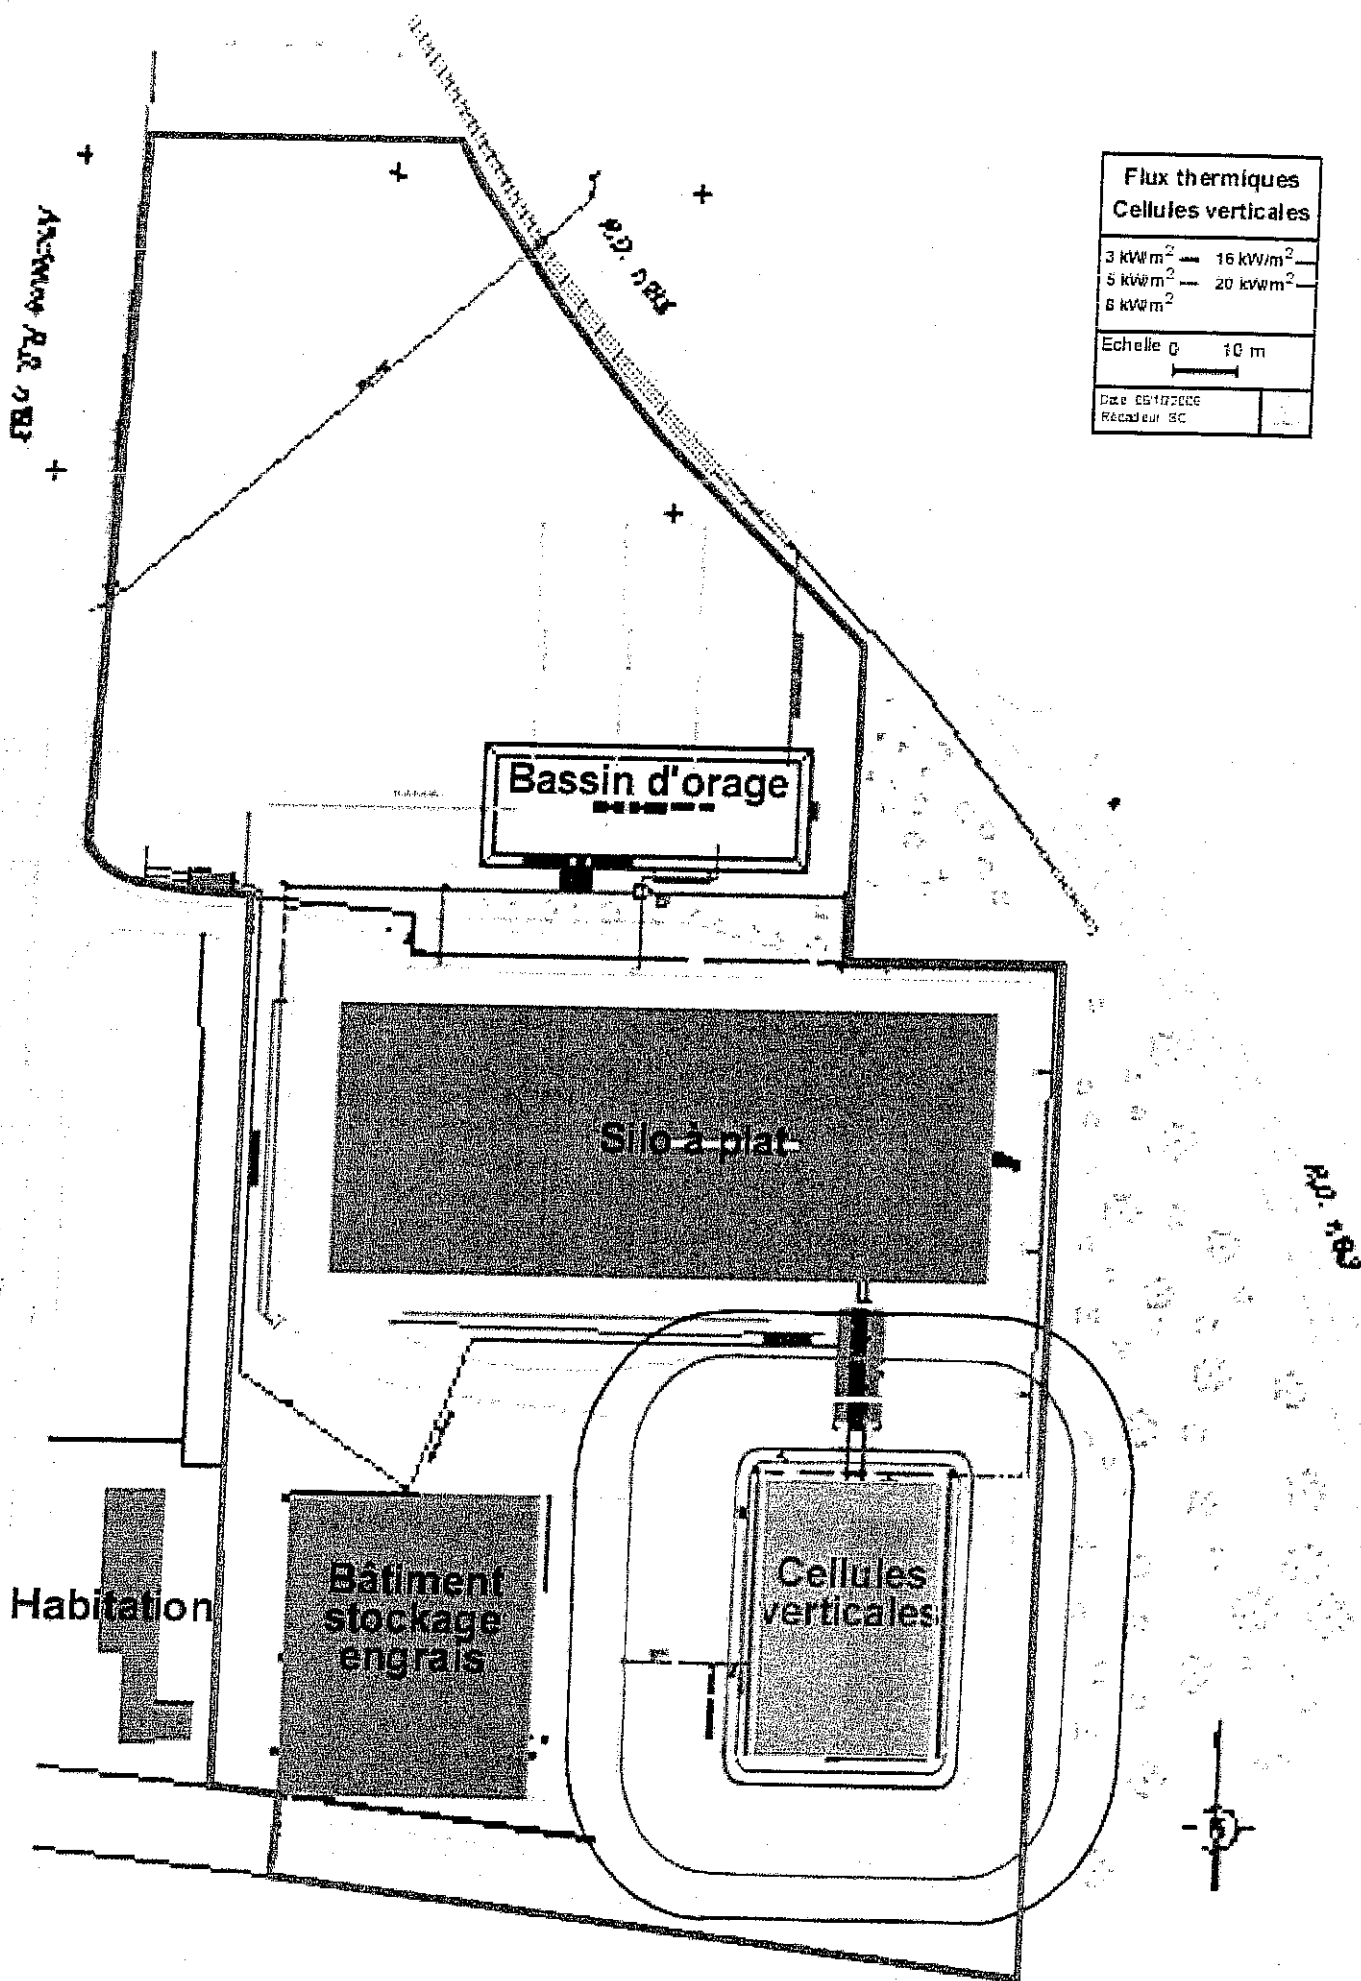 Flux thermiques
Cellules verticales
3 kW/m² 16 kW/m²
5 kW/m² 20 kW/m²
8 kW/m²
Echelle 0 10 m
R.D.
Bassin d'orage
Silo à plat
R.D.
Cellules
verticales
Bâtiment
stockage
engrais
Habitation